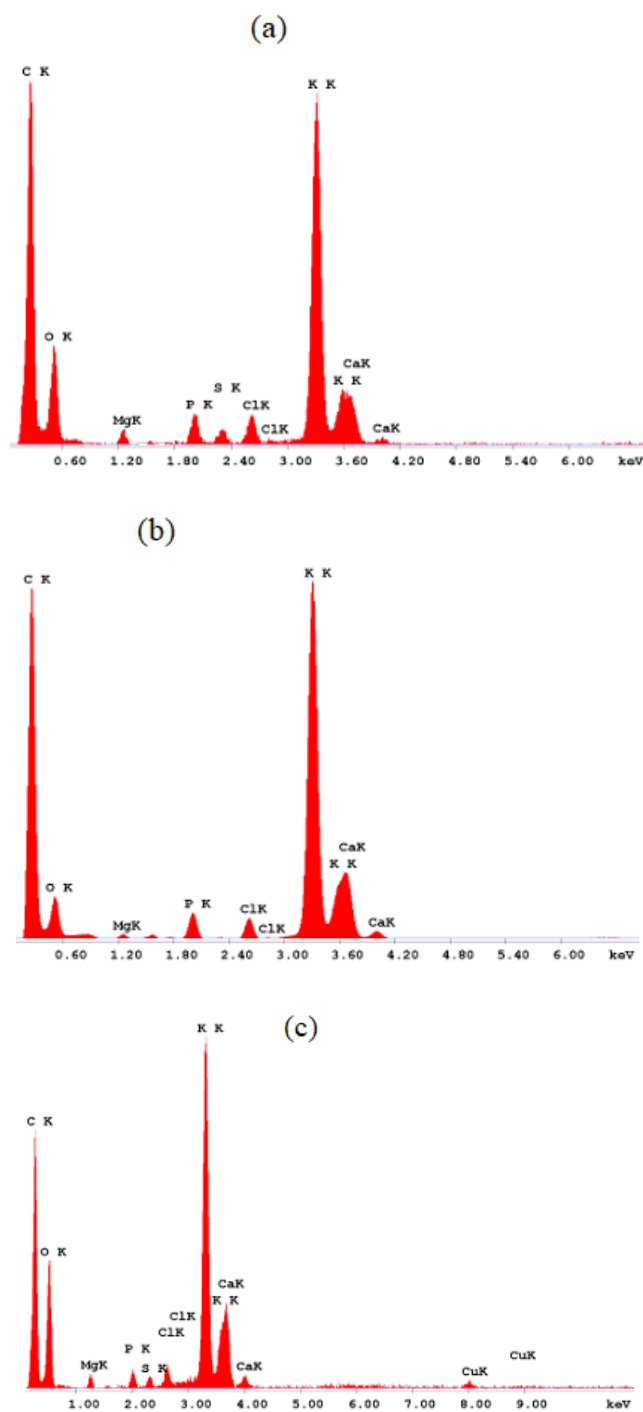 (a)
C K
K K
O K
S K
CaK
P K
ClK
K K
MgK
ClK
CaK
0.60 1.20 1.80 2.40 3.00 3.60 4.20 4.80 5.40 6.00 keV
(b)
C K
K K
CaK
O K
K K
P K
ClK
MgK
ClK
CaK
0.60 1.20 1.80 2.40 3.00 3.60 4.20 4.80 5.40 6.00 keV
(c)
K K
C K
O K
CaK
ClK
K K
ClK
P K
CuK
MgK
S K
CaK
CuK
1.00 2.00 3.00 4.00 5.00 6.00 7.00 8.00 9.00 keV